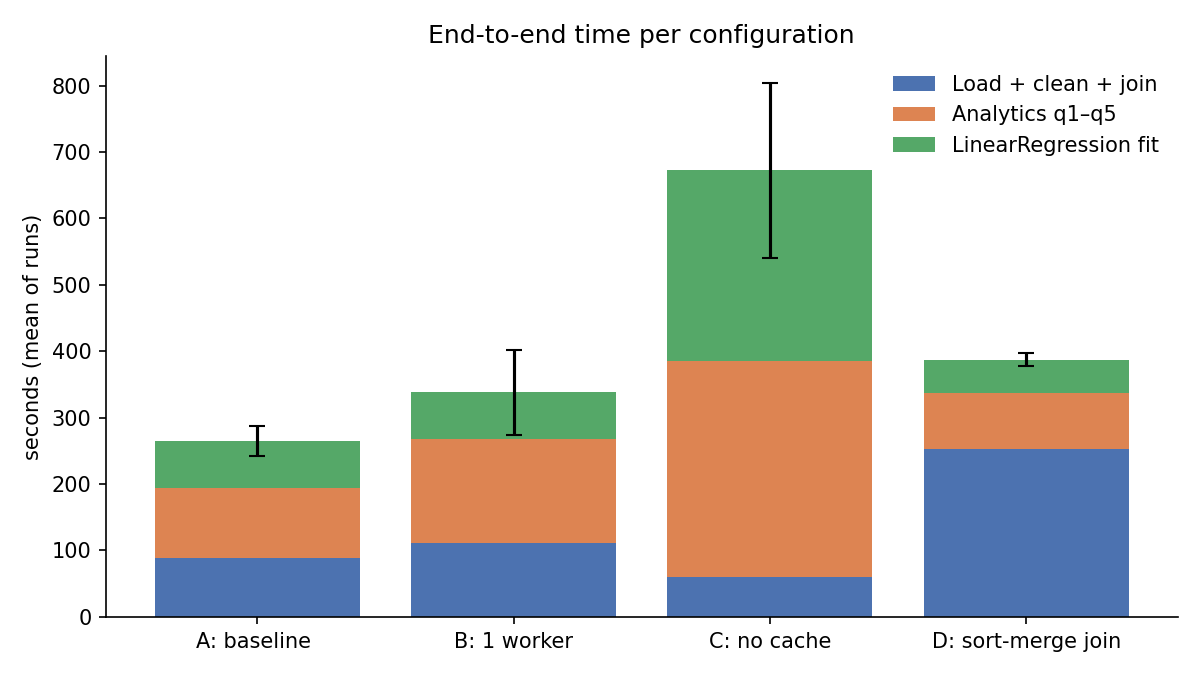 End-to-end time per configuration
Load + clean + join
Analytics q1–q5
LinearRegression fit
seconds (mean of runs)
800
700
600
500
400
300
200
100
0
A: baseline
B: 1 worker
C: no cache
D: sort-merge join